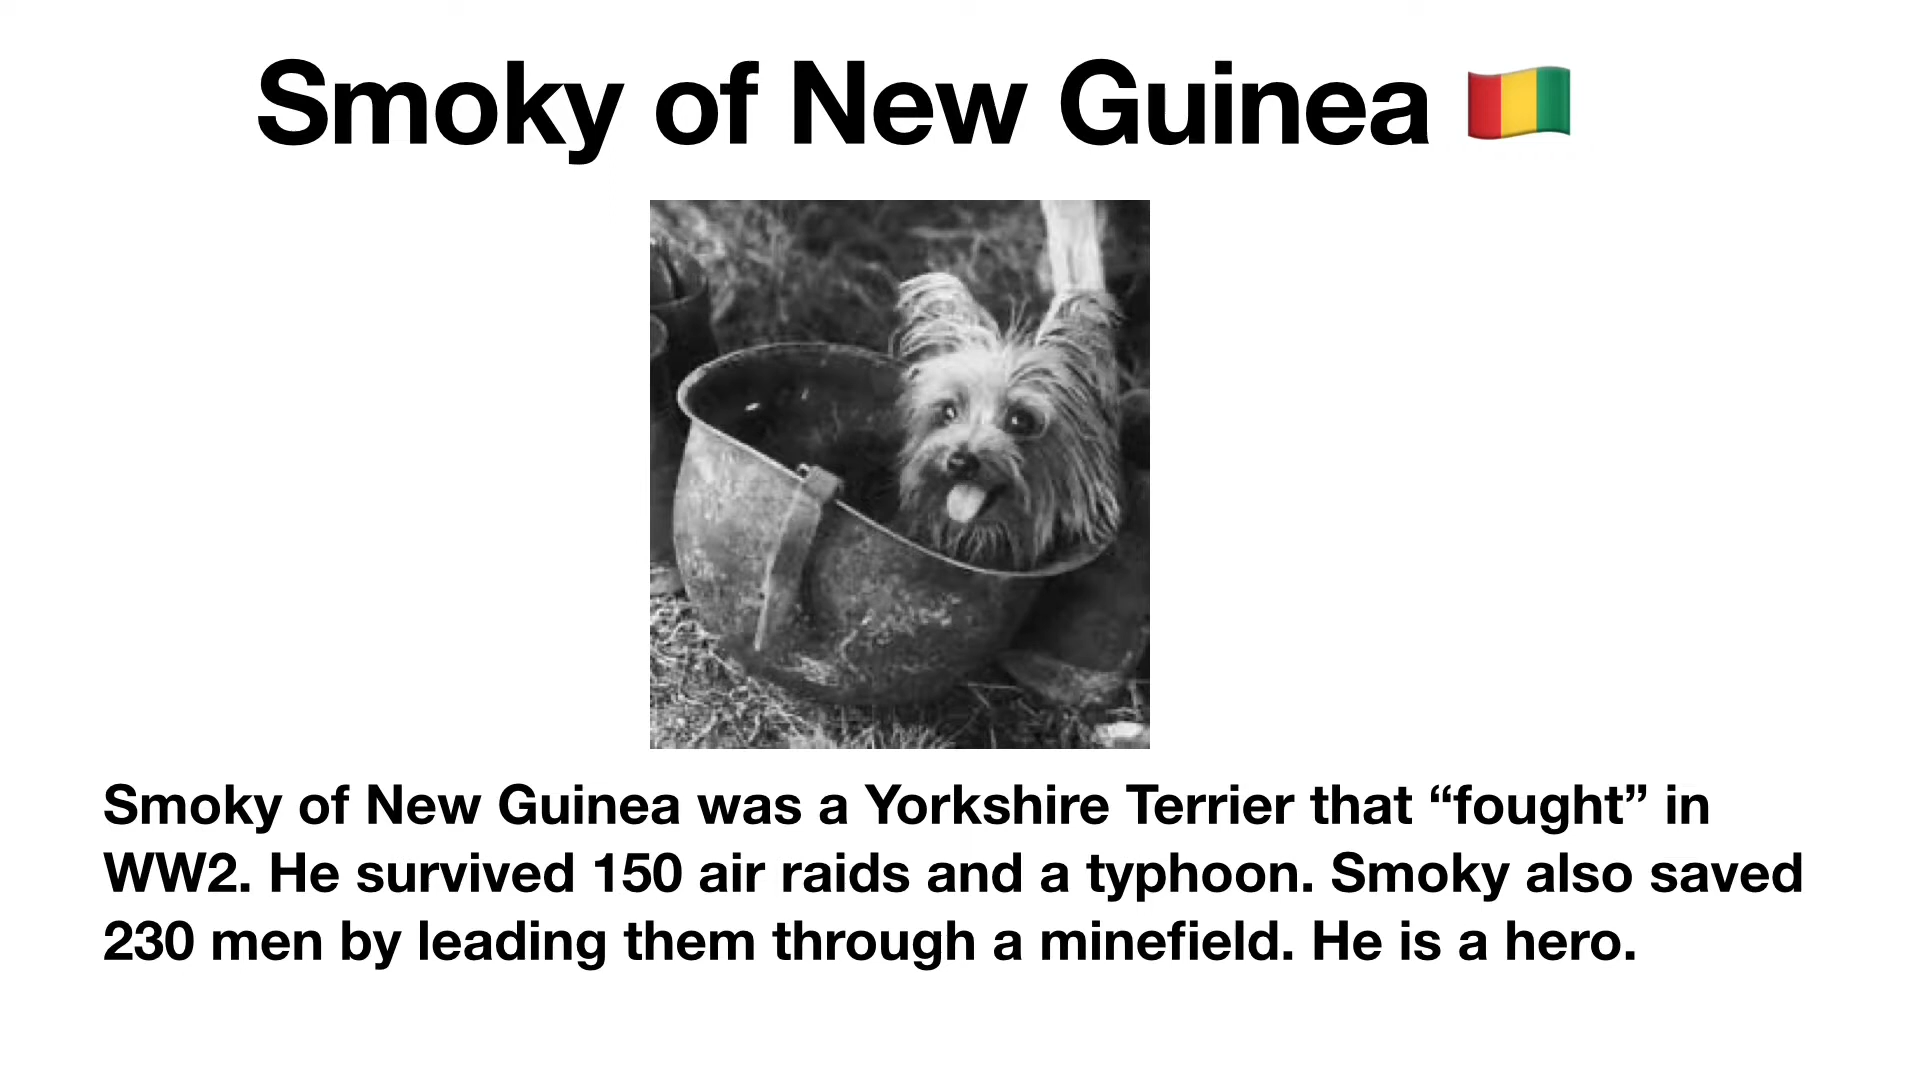 Smoky of New Guinea 🇬🇳
Smoky of New Guinea was a Yorkshire Terrier that “fought” in
WW2. He survived 150 air raids and a typhoon. Smoky also saved
230 men by leading them through a minefield. He is a hero.